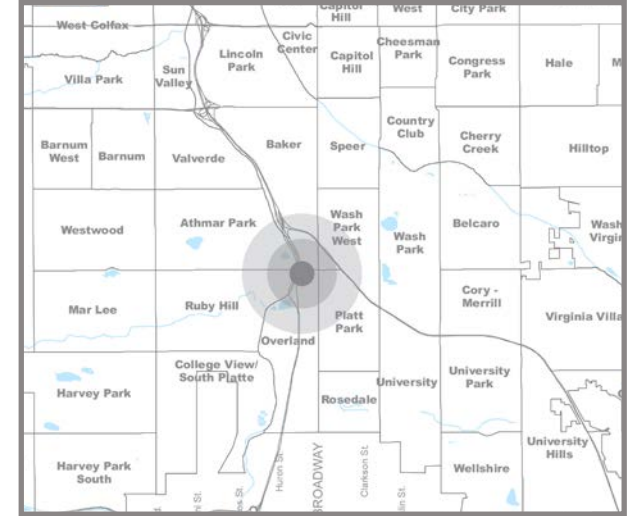 Capitol
Hill
West
City Park
West Colfax
Civic
Center
Lincoln
Park
Capitol
Hill
Cheesman
Park
Congress
Park
Hale
M
Villa Park
Sun
Valley
Country
Club
Cherry
Creek
Hilltop
Barnum
West
Barnum
Valverde
Baker
Speer
Westwood
Athmar Park
Wash
Park
West
Wash
Park
Belcaro
Wash
Virgin
Mar Lee
Ruby Hill
Overland
Platt
Park
Cory -
Merrill
Virginia Villa
College View/
South Platte
Harvey Park
Rosedale
University
University
Park
University
Hills
Harvey Park
South
Wellshire
Huron St.
BROADWAY
Clarkson St.